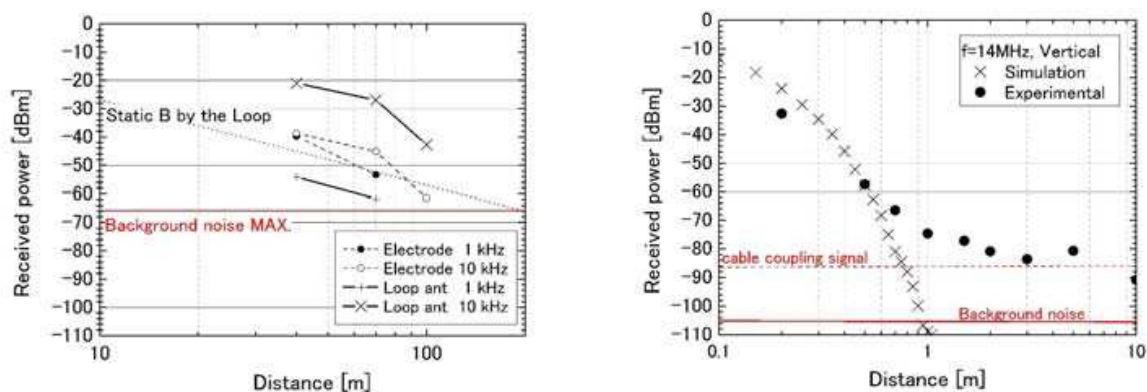 0
-10
-20
-30
Static B by the Loop
-40
-50
-60
Background noise MAX.
-70
-80
-90
-100
-110
Received power [dBm]
Electrode 1 kHz
Electrode 10 kHz
Loop ant 1 kHz
Loop ant 10 kHz
10
100
Distance [m]
0
-10
-20
-30
-40
-50
-60
-70
-80
-90
-100
-110
Received power [dBm]
f=14MHz, Vertical
Simulation
Experimental
cable coupling signal
Background noise
0.1
1
10
Distance [m]